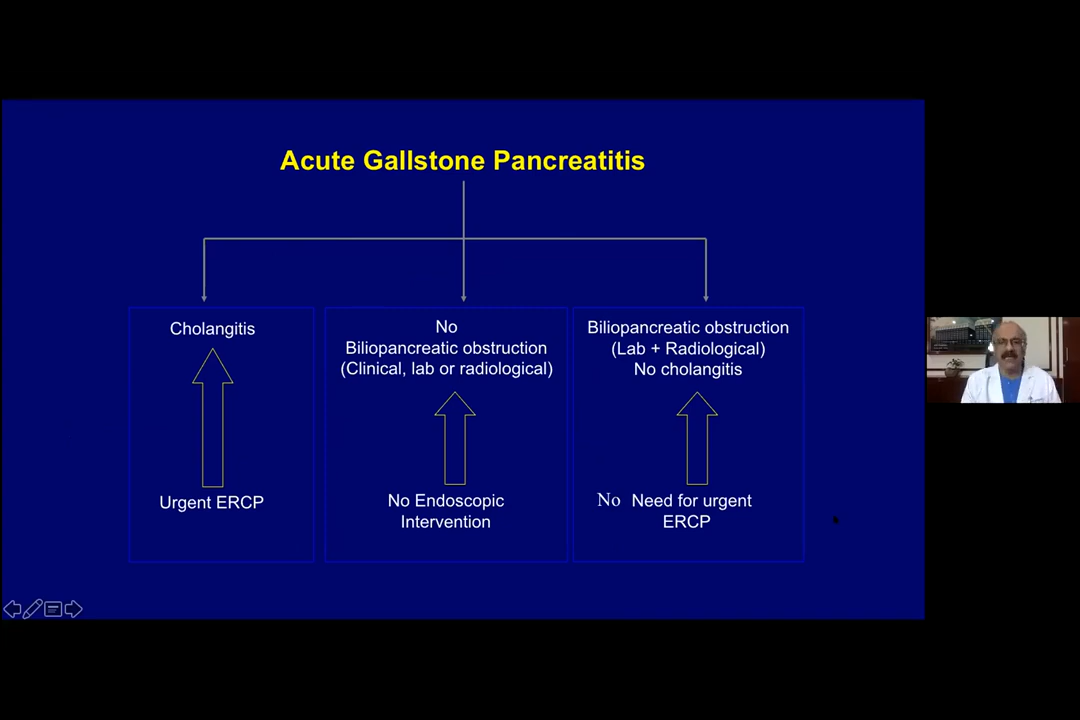 Acute Gallstone Pancreatitis
Cholangitis
Urgent ERCP
No
Biliopancreatic obstruction
(Clinical, lab or radiological)
No Endoscopic
Intervention
Biliopancreatic obstruction
(Lab + Radiological)
No cholangitis
No Need for urgent
ERCP